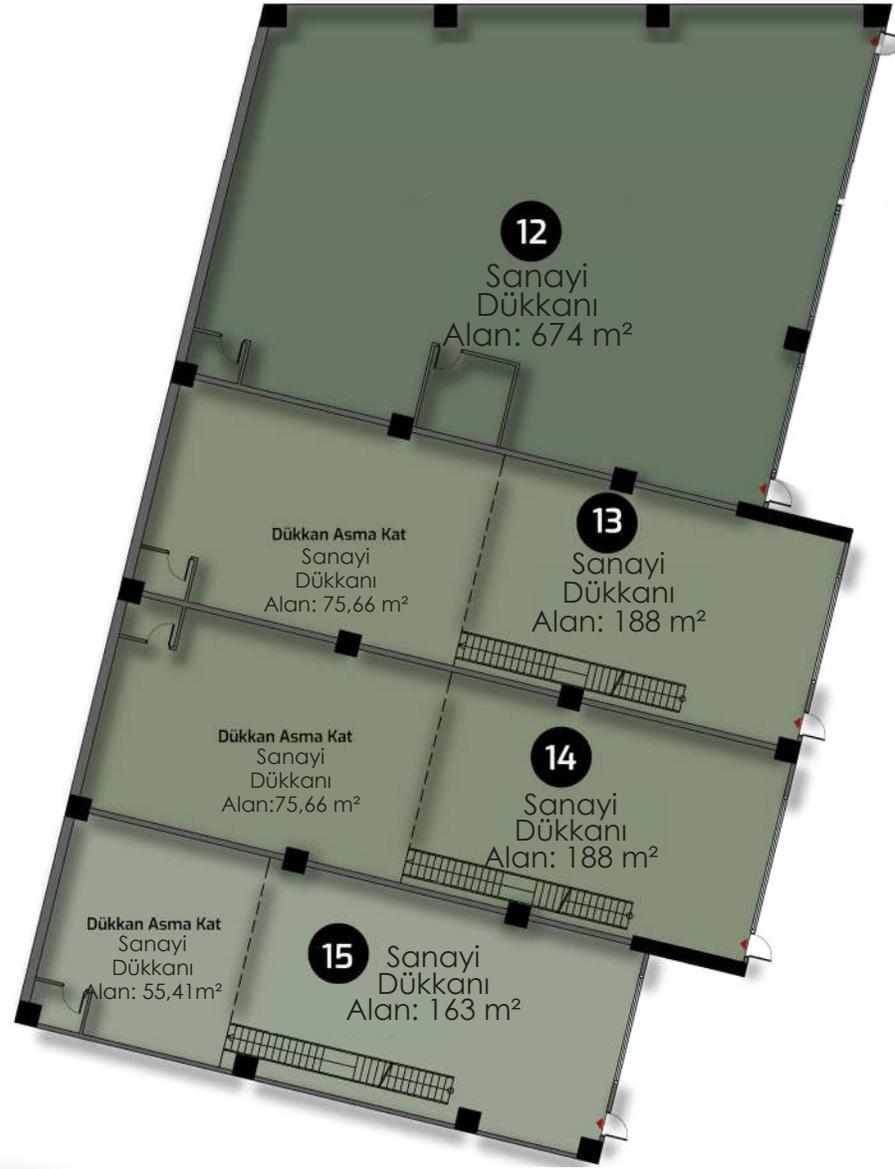 12
Sanayi
Dükkanı
Alan: 674 m²
13
Sanayi
Dükkanı
Alan: 188 m²
Dükkan Asma Kat
Sanayi
Dükkanı
Alan: 75,66 m²
14
Sanayi
Dükkanı
Alan: 188 m²
Dükkan Asma Kat
Sanayi
Dükkanı
Alan:75,66 m²
15
Sanayi
Dükkanı
Alan: 163 m²
Dükkan Asma Kat
Sanayi
Dükkanı
Alan: 55,41m²